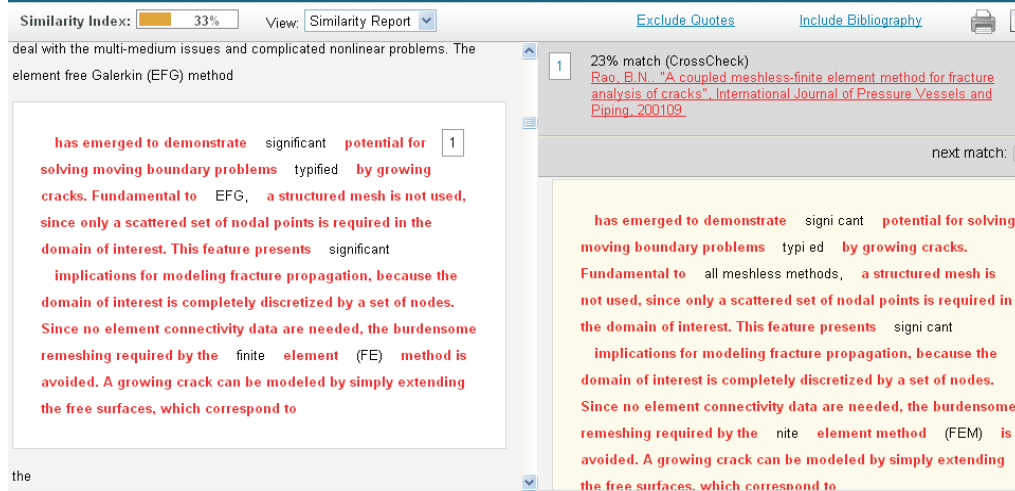 Similarity Index: 33% View: Similarity Report Exclude Quotes Include Bibliography
deal with the multi-medium issues and complicated nonlinear problems. The
element free Galerkin (EFG) method
has emerged to demonstrate significant potential for 1
solving moving boundary problems typified by growing
cracks. Fundamental to EFG, a structured mesh is not used,
since only a scattered set of nodal points is required in the
domain of interest. This feature presents significant
implications for modeling fracture propagation, because the
domain of interest is completely discretized by a set of nodes.
Since no element connectivity data are needed, the burdensome
remeshing required by the finite element (FE) method is
avoided. A growing crack can be modeled by simply extending
the free surfaces, which correspond to
the
1 23% match (CrossCheck)
Rao, B.N.. "A coupled meshless-finite element method for fracture
analysis of cracks", International Journal of Pressure Vessels and
Piping, 200109
next match:
has emerged to demonstrate signi cant potential for solving
moving boundary problems typi ed by growing cracks.
Fundamental to all meshless methods, a structured mesh is
not used, since only a scattered set of nodal points is required in
the domain of interest. This feature presents signi cant
implications for modeling fracture propagation, because the
domain of interest is completely discretized by a set of nodes.
Since no element connectivity data are needed, the burdensome
remeshing required by the nite element method (FEM) is
avoided. A growing crack can be modeled by simply extending
the free surfaces, which correspond to